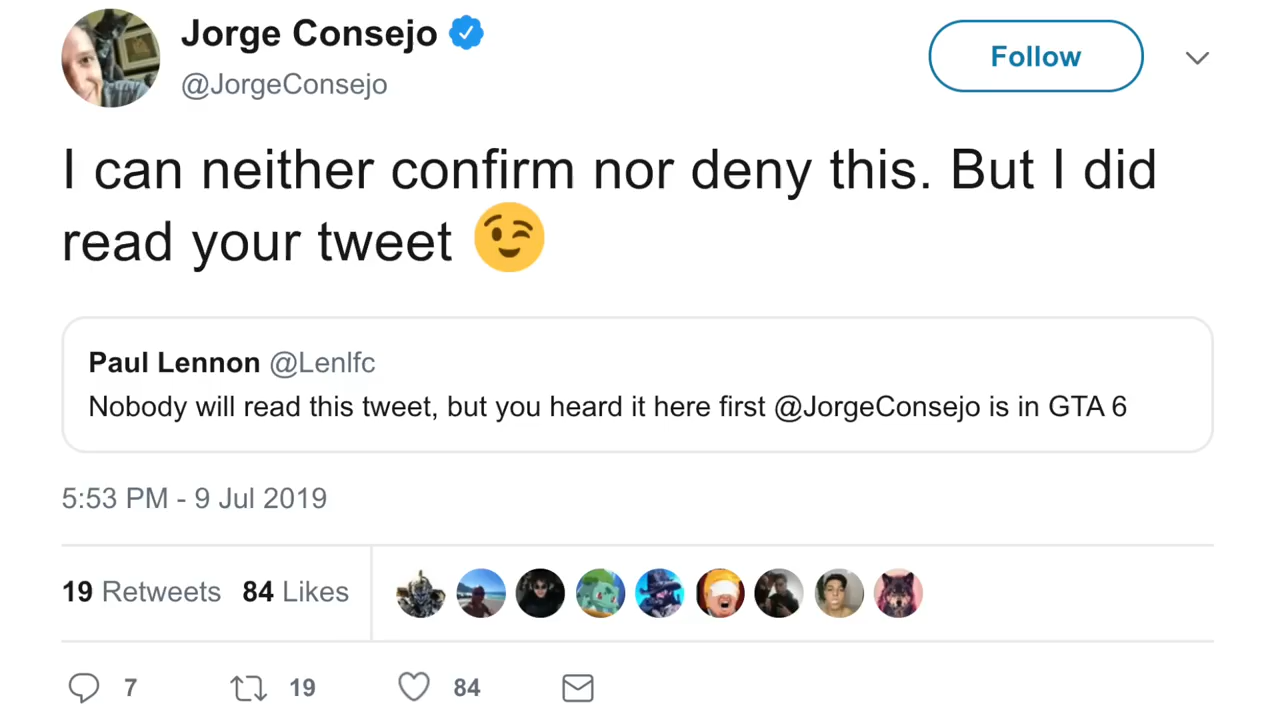 Jorge Consejo
@JorgeConsejo
Follow
I can neither confirm nor deny this. But I did
read your tweet 😉
Paul Lennon @Lenlfc
Nobody will read this tweet, but you heard it here first @JorgeConsejo is in GTA 6
5:53 PM - 9 Jul 2019
19 Retweets 84 Likes
7 19 84